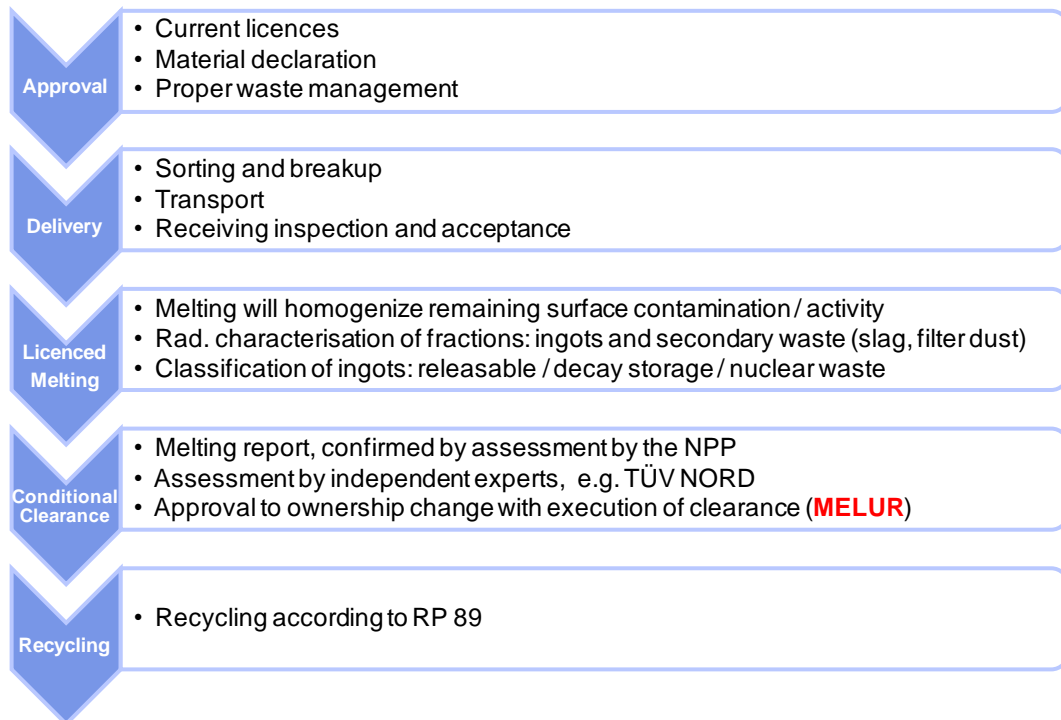 Approval
• Current licences
• Material declaration
• Proper waste management
Delivery
• Sorting and breakup
• Transport
• Receiving inspection and acceptance
Licenced
Melting
• Melting will homogenize remaining surface contamination / activity
• Rad. characterisation of fractions: ingots and secondary waste (slag, filter dust)
• Classification of ingots: releasable / decay storage / nuclear waste
Conditional
Clearance
• Melting report, confirmed by assessment by the NPP
• Assessment by independent experts, e.g. TÜV NORD
• Approval to ownership change with execution of clearance (MELUR)
Recycling
• Recycling according to RP 89